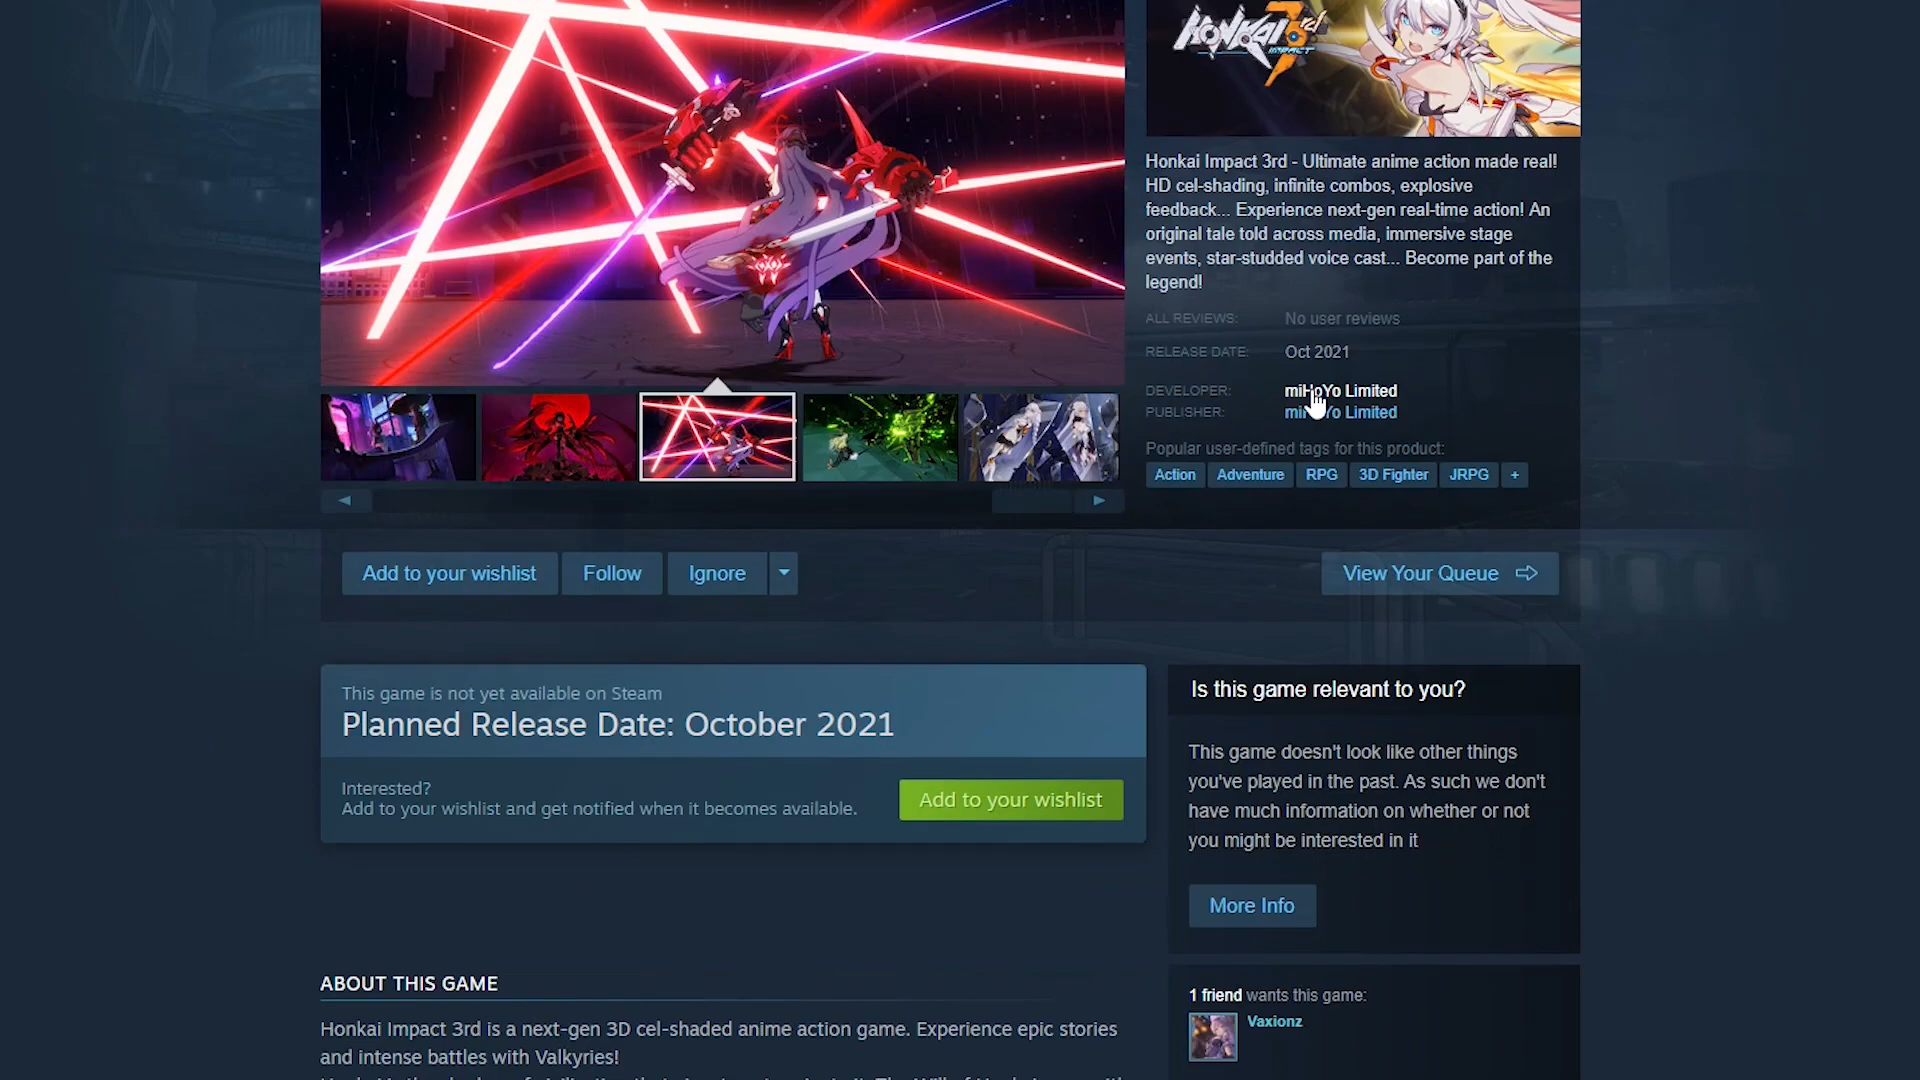 HONKAI 3rd
IMPACT
Honkai Impact 3rd - Ultimate anime action made real!
HD cel-shading, infinite combos, explosive
feedback... Experience next-gen real-time action! An
original tale told across media, immersive stage
events, star-studded voice cast... Become part of the
legend!
ALL REVIEWS: No user reviews
RELEASE DATE: Oct 2021
DEVELOPER: miHoYo Limited
PUBLISHER: miHoYo Limited
Popular user-defined tags for this product:
Action Adventure RPG 3D Fighter JRPG +
Add to your wishlist Follow Ignore View Your Queue
This game is not yet available on Steam
Planned Release Date: October 2021
Interested?
Add to your wishlist and get notified when it becomes available.
Add to your wishlist
Is this game relevant to you?
This game doesn't look like other things
you've played in the past. As such we don't
have much information on whether or not
you might be interested in it
More Info
ABOUT THIS GAME
Honkai Impact 3rd is a next-gen 3D cel-shaded anime action game. Experience epic stories
and intense battles with Valkyries!
1 friend wants this game:
Vaxionz